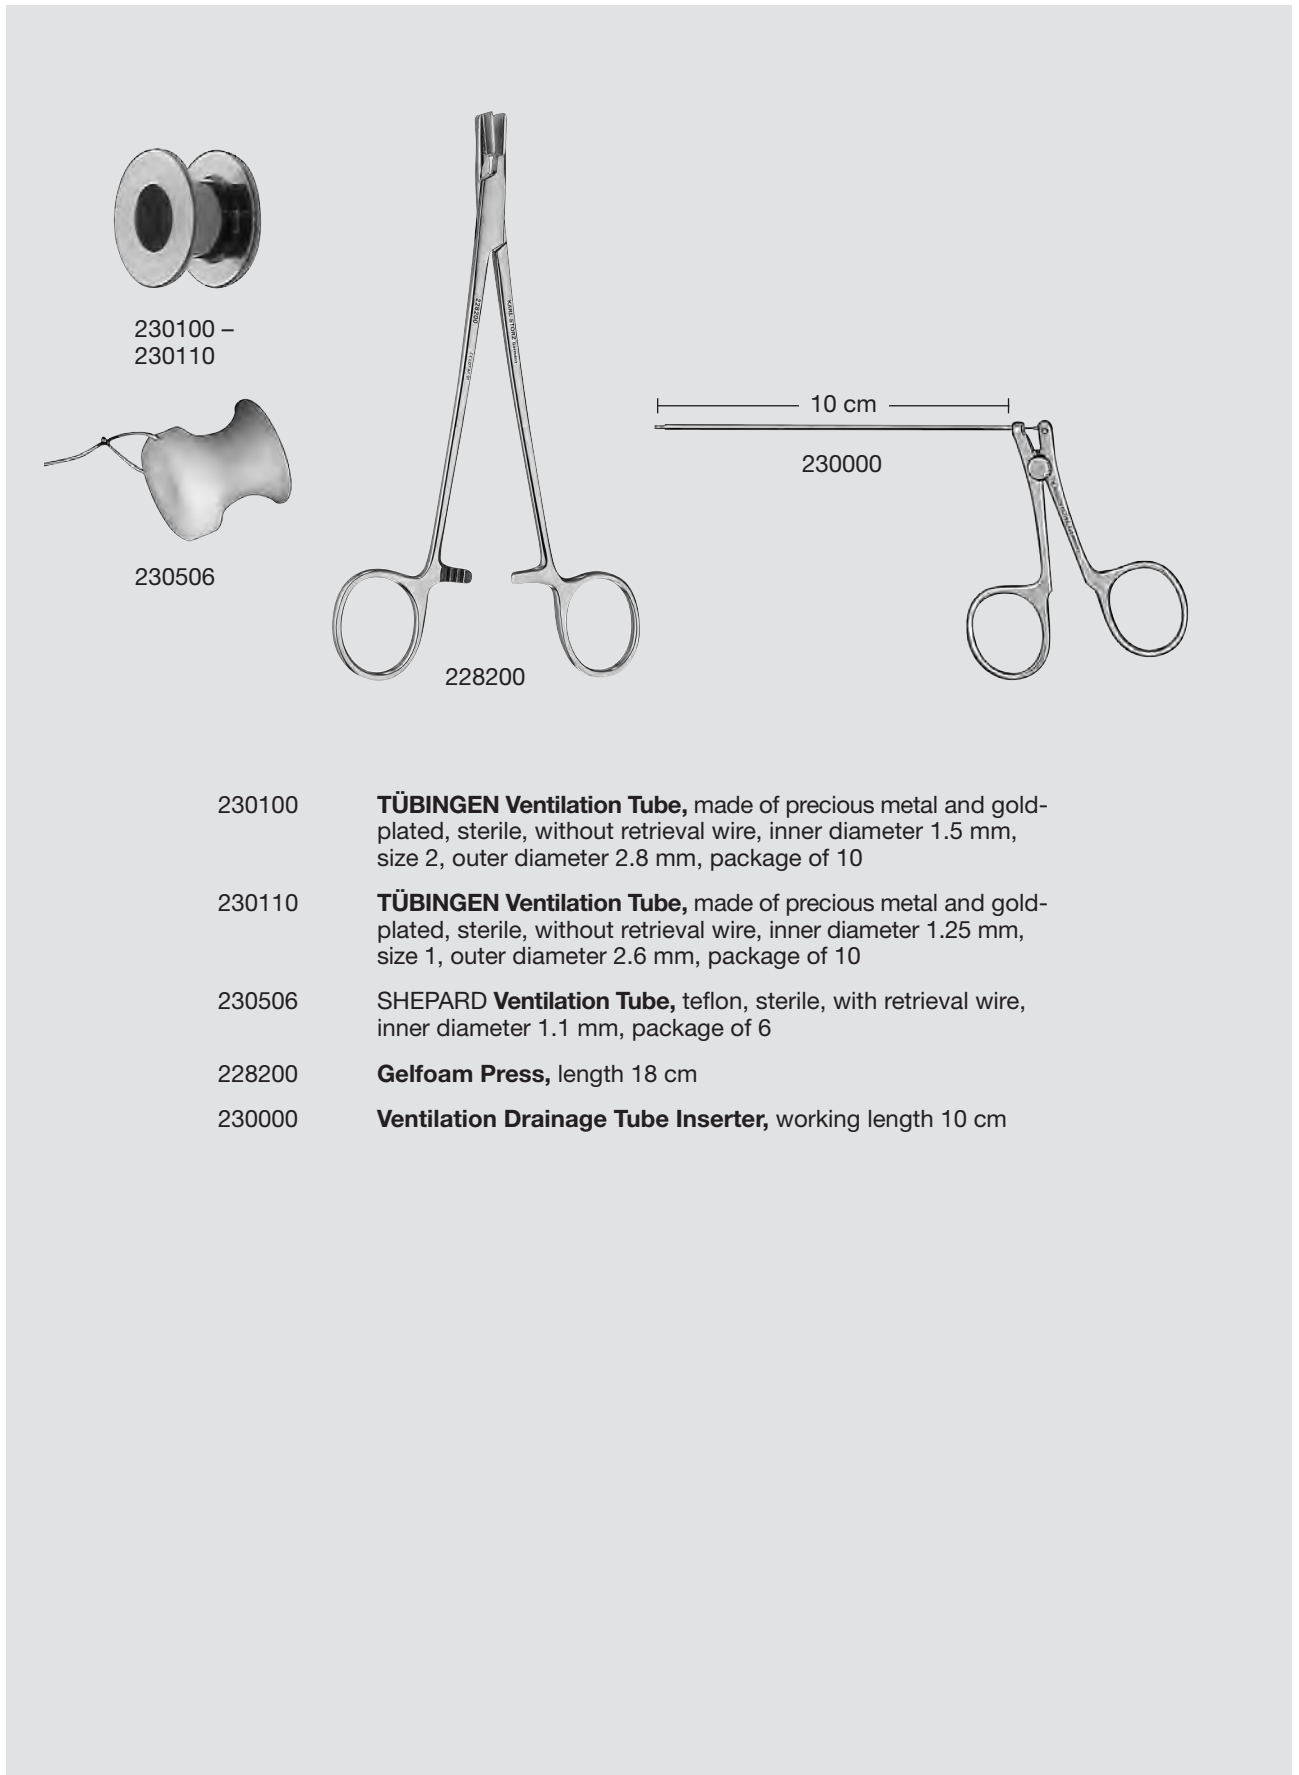 230100 –
230110
230506
228200
KARL STORZ Germany
228200
10 cm
230000
230100 TÜBINGEN Ventilation Tube, made of precious metal and gold-
plated, sterile, without retrieval wire, inner diameter 1.5 mm,
size 2, outer diameter 2.8 mm, package of 10
230110 TÜBINGEN Ventilation Tube, made of precious metal and gold-
plated, sterile, without retrieval wire, inner diameter 1.25 mm,
size 1, outer diameter 2.6 mm, package of 10
230506 SHEPARD Ventilation Tube, teflon, sterile, with retrieval wire,
inner diameter 1.1 mm, package of 6
228200 Gelfoam Press, length 18 cm
230000 Ventilation Drainage Tube Inserter, working length 10 cm